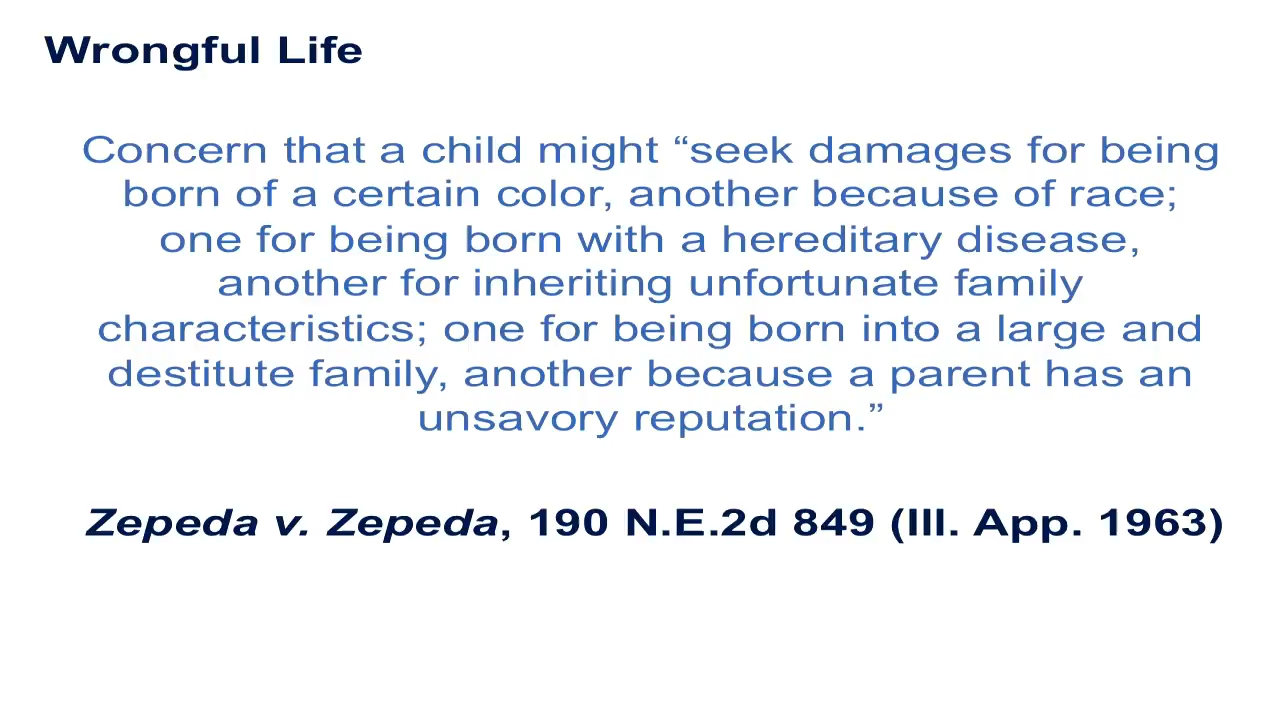 Wrongful Life
Concern that a child might “seek damages for being
born of a certain color, another because of race;
one for being born with a hereditary disease,
another for inheriting unfortunate family
characteristics; one for being born into a large and
destitute family, another because a parent has an
unsavory reputation.”
Zepeda v. Zepeda, 190 N.E.2d 849 (Ill. App. 1963)